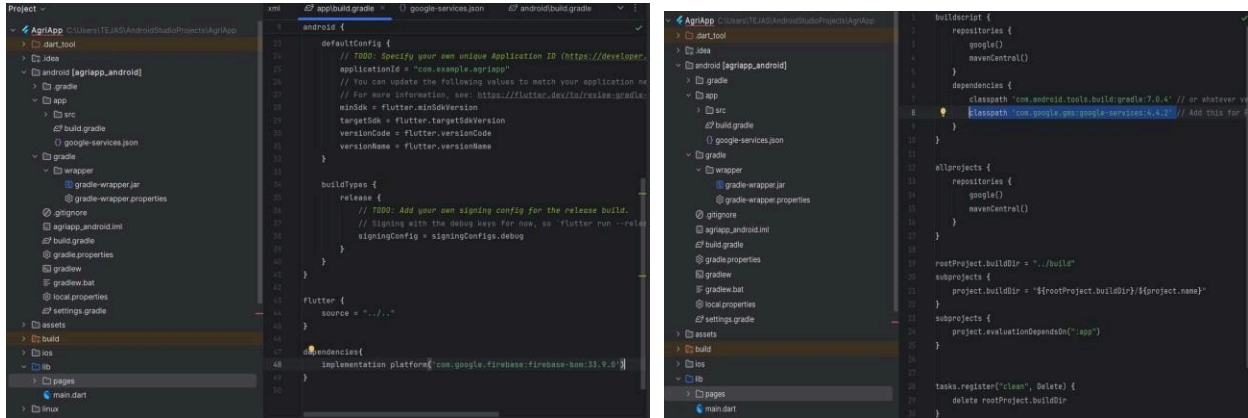 Project
AgriApp C:\Users\TEJAS\AndroidStudioProjects\AgriApp
.dart_tool
.idea
android [agriapp_android]
.gradle
app
src
build.gradle
google-services.json
gradle
wrapper
gradle-wrapper.jar
gradle-wrapper.properties
.gitignore
agriapp_android.iml
build.gradle
gradle.properties
gradlew
gradlew.bat
local.properties
settings.gradle
assets
build
ios
lib
pages
main.dart
linux
xml app\build.gradle google-services.json android\build.gradle
android {
defaultConfig {
// TODO: Specify your own unique Application ID (https://developer.
applicationId = "com.example.agriapp"
// You can update the following values to match your application ne
// For more information, see: https://flutter.dev/to/review-gradle-
minSdk = flutter.minSdkVersion
targetSdk = flutter.targetSdkVersion
versionCode = flutter.versionCode
versionName = flutter.versionName
}
buildTypes {
release {
// TODO: Add your own signing config for the release build.
// Signing with the debug keys for now, so `flutter run --relea
signingConfig = signingConfigs.debug
}
}
}
flutter {
source = "../.."
}
dependencies{
48 implementation platform('com.google.firebase:firebase-bom:33.9.0')
}
AgriApp C:\Users\TEJAS\AndroidStudioProjects\AgriApp
.dart_tool
.idea
android [agriapp_android]
.gradle
app
src
build.gradle
google-services.json
gradle
wrapper
gradle-wrapper.jar
gradle-wrapper.properties
.gitignore
agriapp_android.iml
build.gradle
gradle.properties
gradlew
gradlew.bat
local.properties
settings.gradle
assets
build
ios
lib
pages
main.dart
buildscript {
repositories {
google()
mavenCentral()
}
dependencies {
classpath 'com.android.tools.build:gradle:7.0.4' // or whatever ve
8 classpath 'com.google.gms:google-services:4.4.2' // Add this for F
}
}
allprojects {
repositories {
google()
mavenCentral()
}
}
rootProject.buildDir = "../build"
subprojects {
project.buildDir = "${rootProject.buildDir}/${project.name}"
}
subprojects {
project.evaluationDependsOn(":app")
}
tasks.register("clean", Delete) {
delete rootProject.buildDir
}